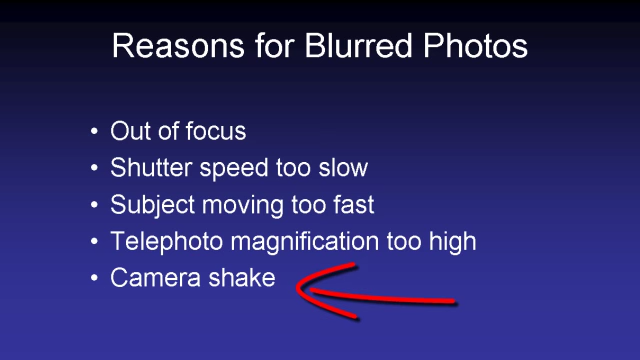 Reasons for Blurred Photos
• Out of focus
• Shutter speed too slow
• Subject moving too fast
• Telephoto magnification too high
• Camera shake